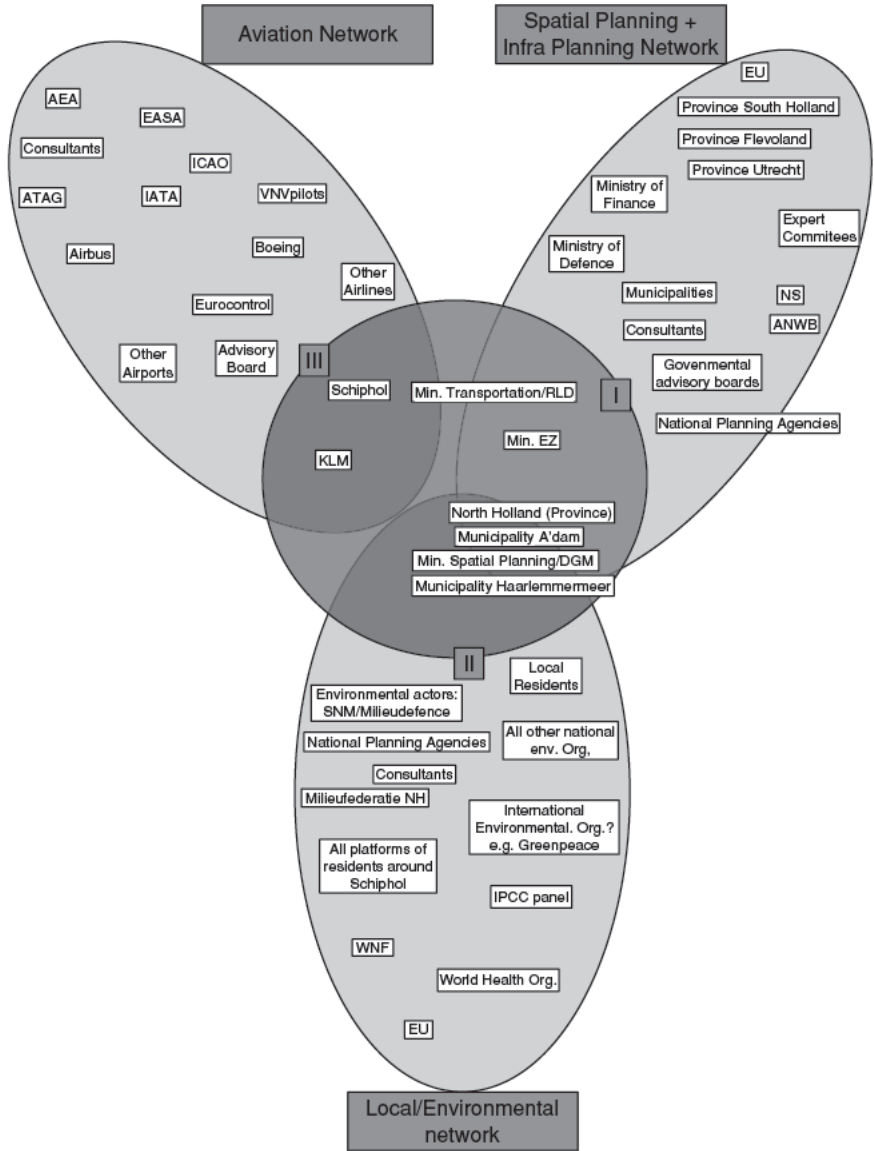 Aviation Network
Spatial Planning +
Infra Planning Network
AEA
EASA
Consultants
ICAO
ATAG
IATA
VNVpilots
Airbus
Boeing
Other
Airlines
Eurocontrol
Other
Airports
Advisory
Board
EU
Province South Holland
Province Flevoland
Province Utrecht
Ministry of
Finance
Expert
Commitees
Ministry of
Defence
Municipalities
NS
Consultants
ANWB
Govenmental
advisory boards
National Planning Agencies
III
I
Schiphol
Min. Transportation/RLD
Min. EZ
KLM
North Holland (Province)
Municipality A'dam
Min. Spatial Planning/DGM
Municipality Haarlemmermeer
II
Local
Residents
Environmental actors:
SNM/Milieudefence
National Planning Agencies
All other national
env. Org,
Consultants
Milieufederatie NH
International
Environmental. Org.?
e.g. Greenpeace
All platforms of
residents around
Schiphol
IPCC panel
WNF
World Health Org.
EU
Local/Environmental
network